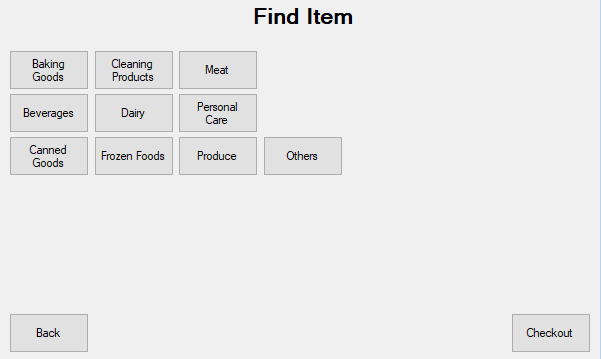 Find Item
Baking
Goods
Cleaning
Products
Meat
Beverages
Dairy
Personal
Care
Canned
Goods
Frozen Foods
Produce
Others
Back
Checkout